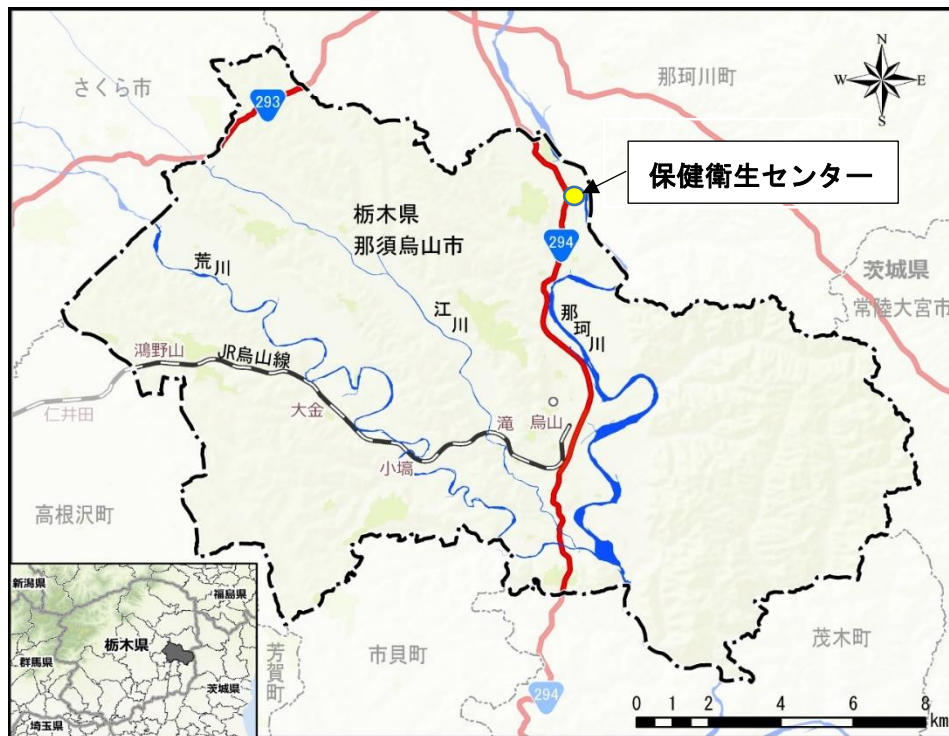 N
W E
S
さくら市
293
那珂川町
保健衛生センター
栃木県
那須烏山市
294
茨城県
常陸大宮市
荒川
江川
那珂川
鴻野山
JR烏山線
仁井田
大金
滝
烏山
小塙
高根沢町
新潟県
福島県
栃木県
群馬県
茨城県
埼玉県
芳賀町
市貝町
茂木町
294
0 1 2 4 6 8
km